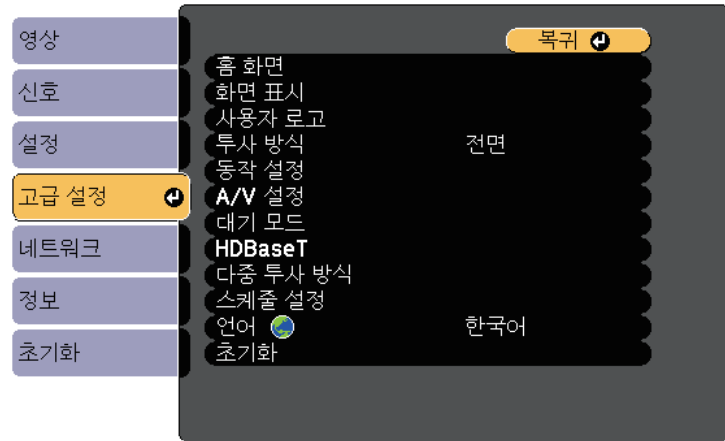 영상
신호
설정
고급 설정
네트워크
정보
초기화
복귀
홈 화면
화면 표시
사용자 로고
투사 방식 전면
동작 설정
A/V 설정
대기 모드
HDBaseT
다중 투사 방식
스케줄 설정
언어 한국어
초기화